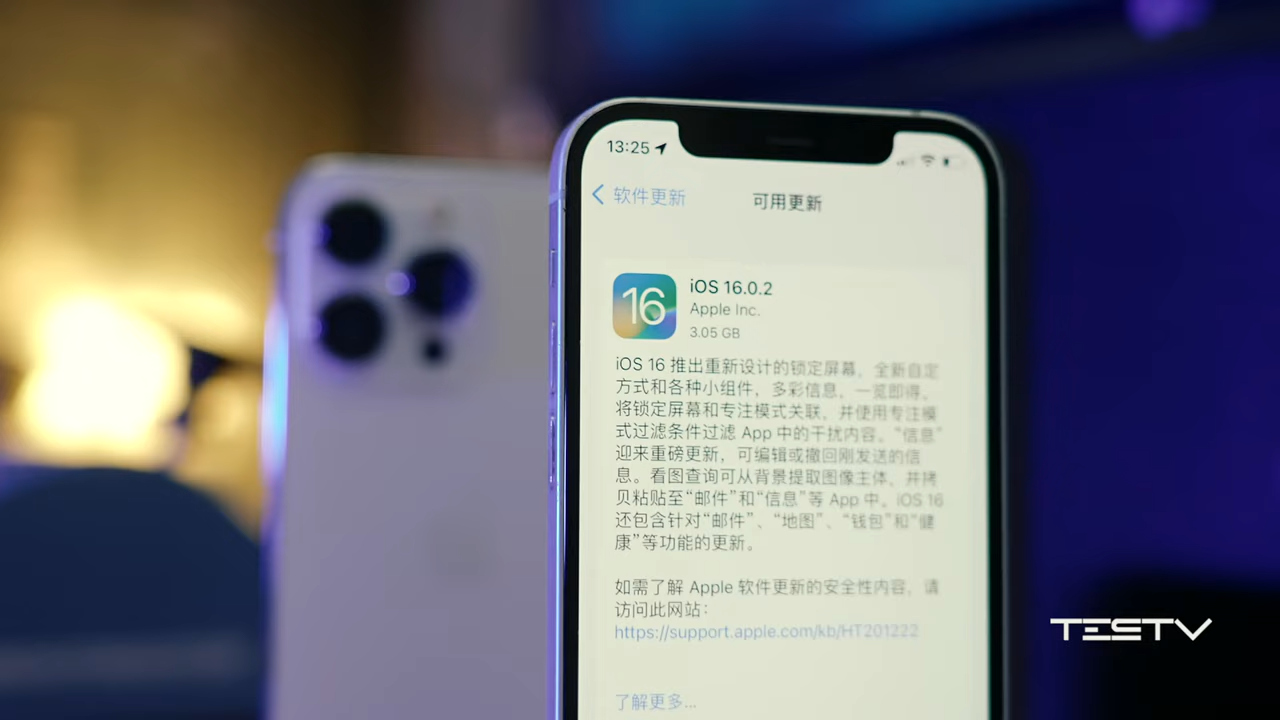 13:25
软件更新
可用更新
16
iOS 16.0.2
Apple Inc.
3.05 GB
iOS 16 推出重新设计的锁定屏幕，全新自定
方式和各种小组件，多彩信息，一览即得。
将锁定屏幕和专注模式关联，并使用专注模
式过滤条件过滤 App 中的干扰内容。“信息”
迎来重磅更新，可编辑或撤回刚发送的信
息。看图查询可从背景提取图像主体，并拷
贝粘贴至“邮件”和“信息”等 App 中。iOS 16
还包含针对“邮件”、“地图”、“钱包”和“健
康”等功能的更新。
如需了解 Apple 软件更新的安全性内容，请
访问此网站：
https://support.apple.com/kb/HT201222
了解更多...
TESTV